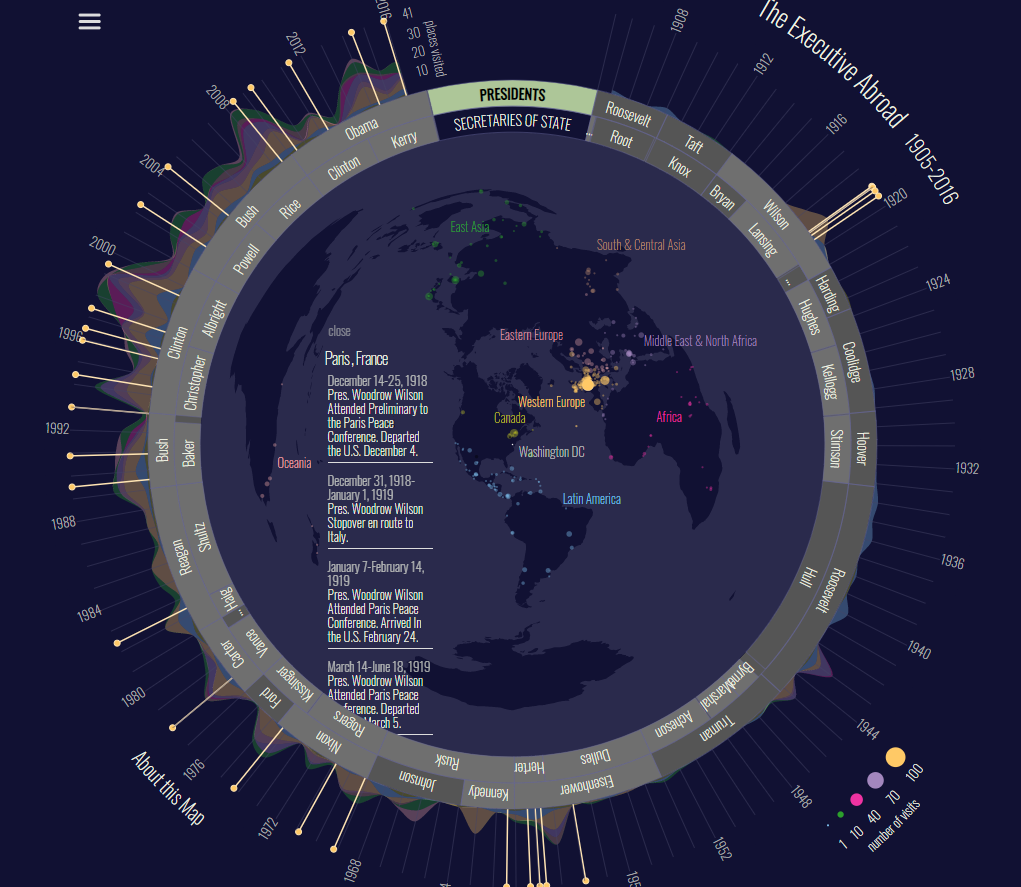 The Executive Abroad 1905-2016
41
30
20
10
places visited
PRESIDENTS
SECRETARIES OF STATE
1908
1912
1916
1920
1924
1928
1932
1936
1940
1944
1948
1952
1968
1972
1976
1980
1984
1988
1992
1996
2000
2004
2008
2012
2016
Roosevelt
Taft
Wilson
Harding
Coolidge
Hoover
Roosevelt
Truman
Eisenhower
Kennedy
Johnson
Nixon
Ford
Carter
Reagan
Bush
Clinton
Bush
Obama
...
Root
Knox
Bryan
Lansing
...
Hughes
Kellogg
Stimson
Hull
Acheson
Dulles
Herter
Rusk
Rogers
Kissinger
Vance
...
Haig
Shultz
Baker
Christopher
Albright
Powell
Rice
Clinton
Kerry
East Asia
South & Central Asia
Eastern Europe
Middle East & North Africa
Western Europe
Canada
Africa
Washington DC
Oceania
Latin America
close
Paris, France
December 14-25, 1918
Pres. Woodrow Wilson
Attended Preliminary to
the Paris Peace
Conference. Departed
the U.S. December 4.
December 31, 1918-
January 1, 1919
Pres. Woodrow Wilson
Stopover en route to
Italy.
January 7-February 14,
1919
Pres. Woodrow Wilson
Attended Paris Peace
Conference. Arrived In
the U.S. February 24.
March 14-June 18, 1919
Pres. Woodrow Wilson
Attended Paris Peace
ference. Departed
March 5.
About this Map
1
10
40
70
100
number of visits